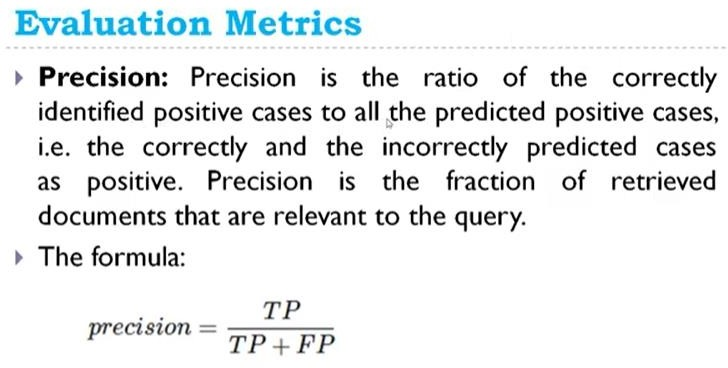 Evaluation Metrics
Precision: Precision is the ratio of the correctly
identified positive cases to all the predicted positive cases,
i.e. the correctly and the incorrectly predicted cases
as positive. Precision is the fraction of retrieved
documents that are relevant to the query.
The formula:
precision = TP / TP + FP